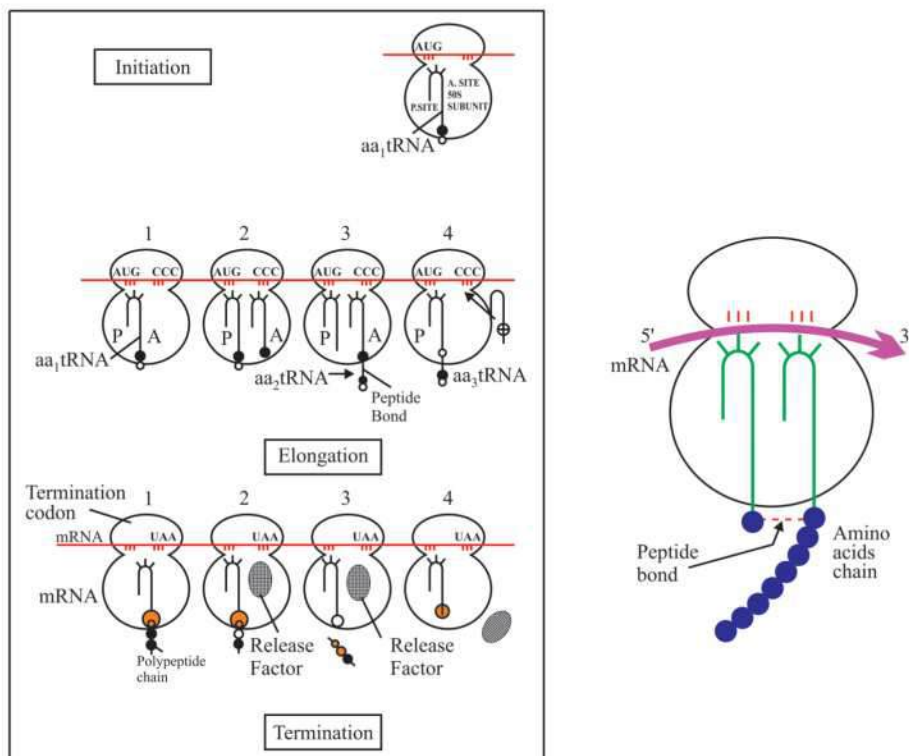 Initiation
AUG
A. SITE
50S
P.SITE SUBUNIT
aa₁tRNA
1 2 3 4
AUG CCC AUG CCC AUG CCC AUG CCC
P A P A P A P
aa₁tRNA
aa₂tRNA
aa₃tRNA
Peptide
Bond
Elongation
Termination
codon
1 2 3 4
mRNA UAA UAA UAA UAA
mRNA
Polypeptide
chain
Release
Factor
Release
Factor
Termination
5' 3'
mRNA
Peptide
bond
Amino
acids
chain